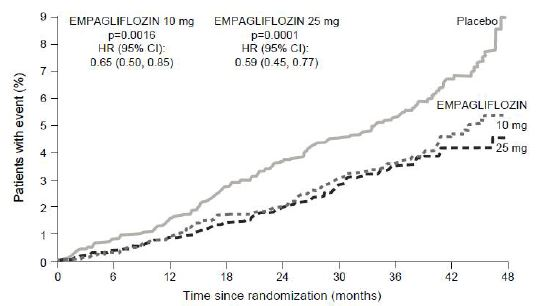 EMPAGLIFLOZIN 10 mg
p=0.0016
HR (95% CI):
0.65 (0.50, 0.85)
EMPAGLIFLOZIN 25 mg
p=0.0001
HR (95% CI):
0.59 (0.45, 0.77)
Placebo
EMPAGLIFLOZIN
10 mg
25 mg
Patients with event (%)
9
8
7
6
5
4
3
2
1
0
0 6 12 18 24 30 36 42 48
Time since randomization (months)